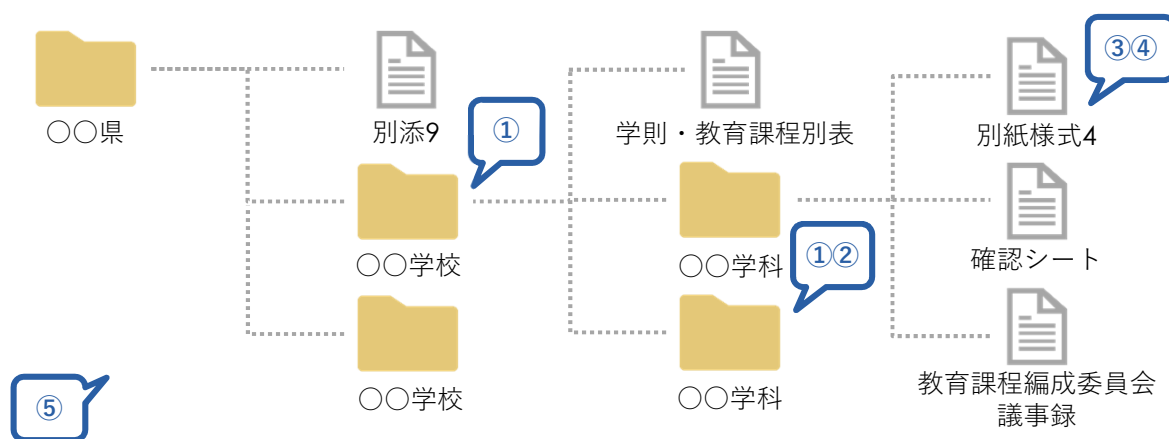 ③④
○○県
別添9
①
学則・教育課程別表
別紙様式4
○○学校
○○学科
①②
確認シート
⑤
○○学校
○○学科
教育課程編成委員会
議事録